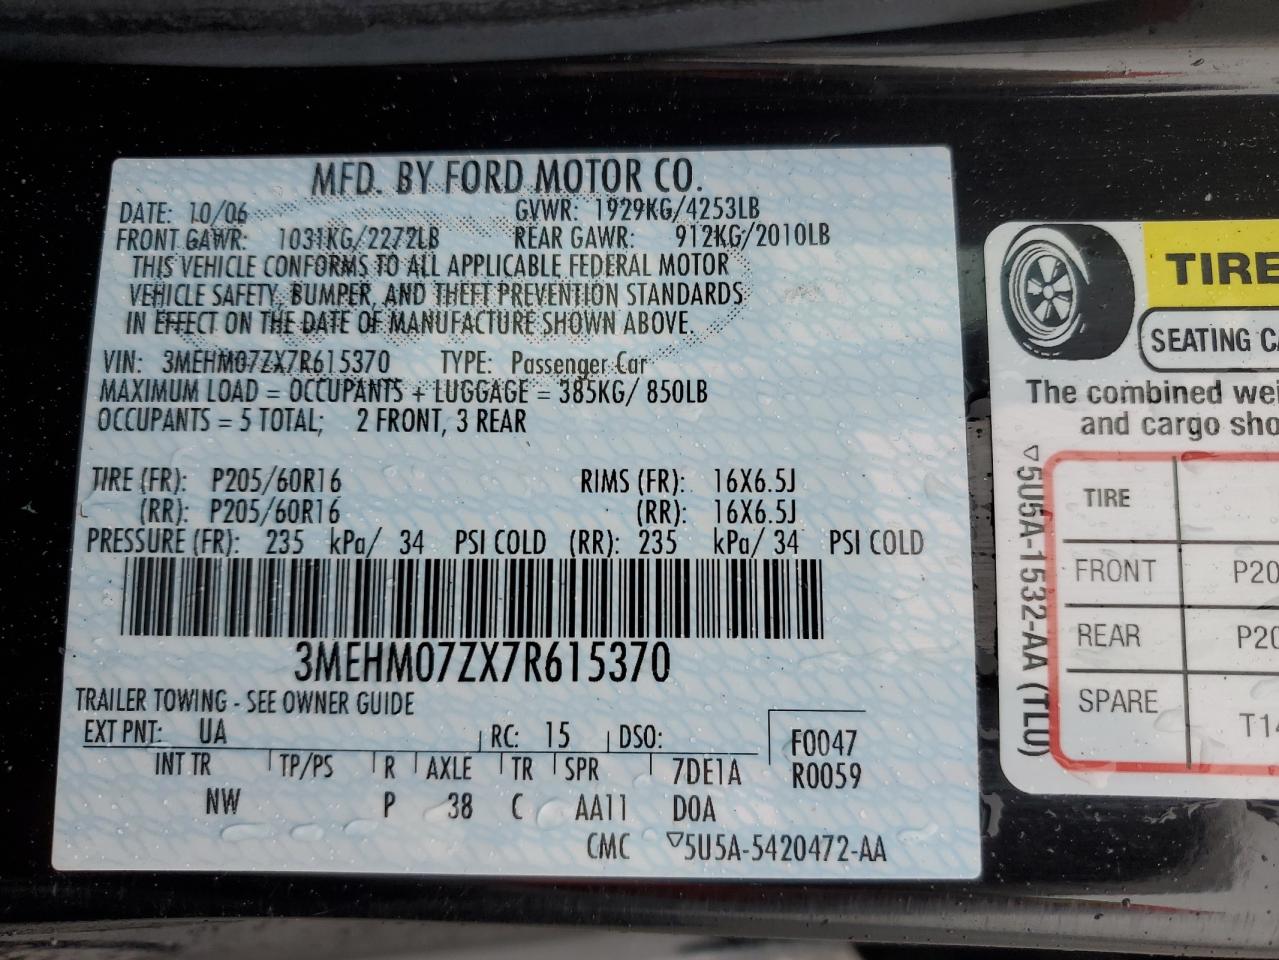 MFD. BY FORD MOTOR CO.
DATE: 10/06 GVWR: 1929KG/4253LB
FRONT GAWR: 1031KG/2272LB REAR GAWR: 912KG/2010LB
THIS VEHICLE CONFORMS TO ALL APPLICABLE FEDERAL MOTOR
VEHICLE SAFETY, BUMPER, AND THEFT PREVENTION STANDARDS
IN EFFECT ON THE DATE OF MANUFACTURE SHOWN ABOVE.
VIN: 3MEHM07ZX7R615370 TYPE: Passenger Car
MAXIMUM LOAD = OCCUPANTS + LUGGAGE = 385KG/ 850LB
OCCUPANTS = 5 TOTAL; 2 FRONT, 3 REAR
TIRE (FR): P205/60R16 RIMS (FR): 16X6.5J
(RR): P205/60R16 (RR): 16X6.5J
PRESSURE (FR): 235 kPa/ 34 PSI COLD (RR): 235 kPa/ 34 PSI COLD
3MEHM07ZX7R615370
TRAILER TOWING - SEE OWNER GUIDE
EXT PNT: UA RC: 15 DSO: F0047
INT TR TP/PS R AXLE TR SPR 7DE1A R0059
NW P 38 C AA11 D0A
CMC ▽5U5A-5420472-AA
TIRE
SEATING CA
The combined wei
and cargo sho
▽5U5A-1532-AA (TLU)
TIRE
FRONT P20
REAR P20
SPARE T14